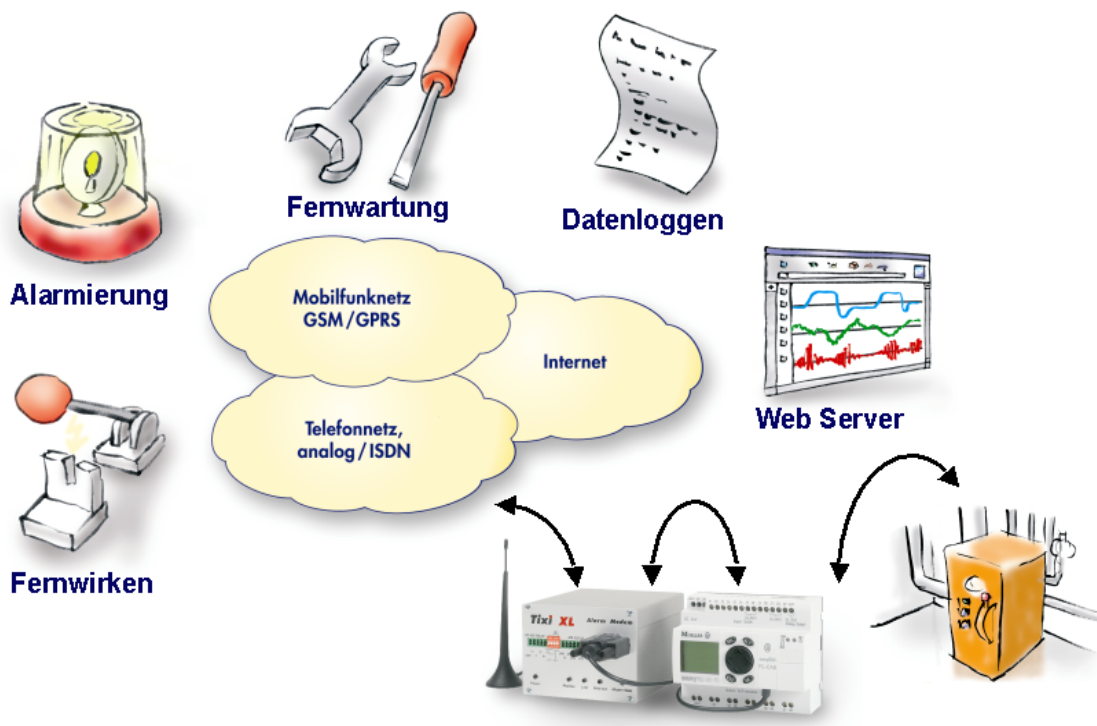 Fernwartung
Datenloggen
Alarmierung
Mobilfunknetz
GSM / GPRS
Internet
Telefonnetz,
analog / ISDN
Web Server
Fernwirken
Tixi XL Alarm Modem
MOELLER